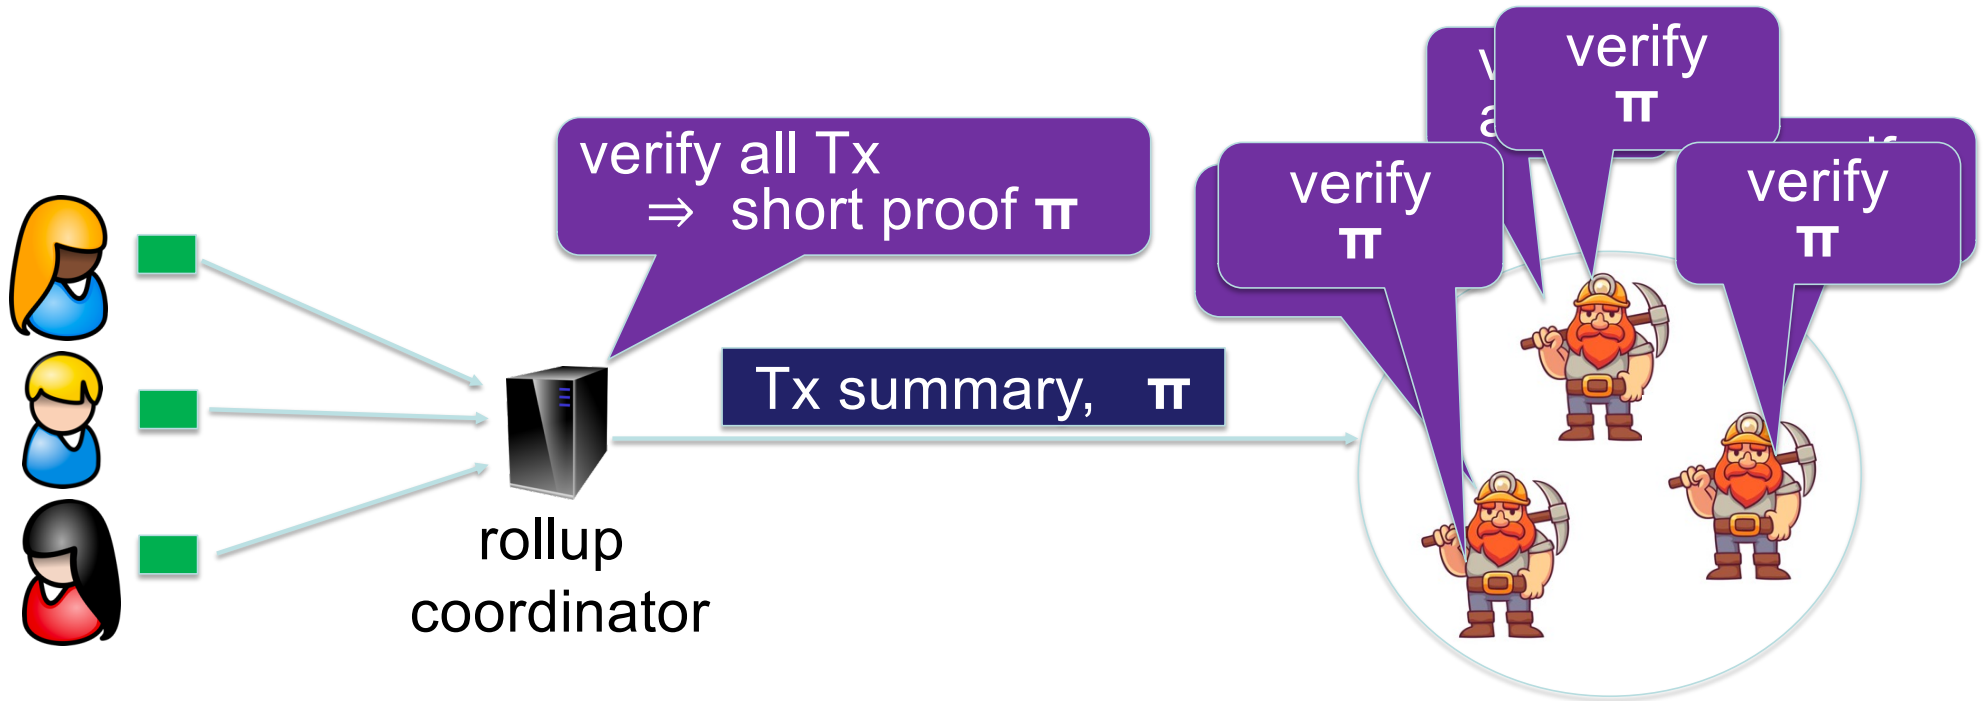 verify all Tx
⇒ short proof π
rollup
coordinator
Tx summary, π
verify
π
verify
π
verify
π